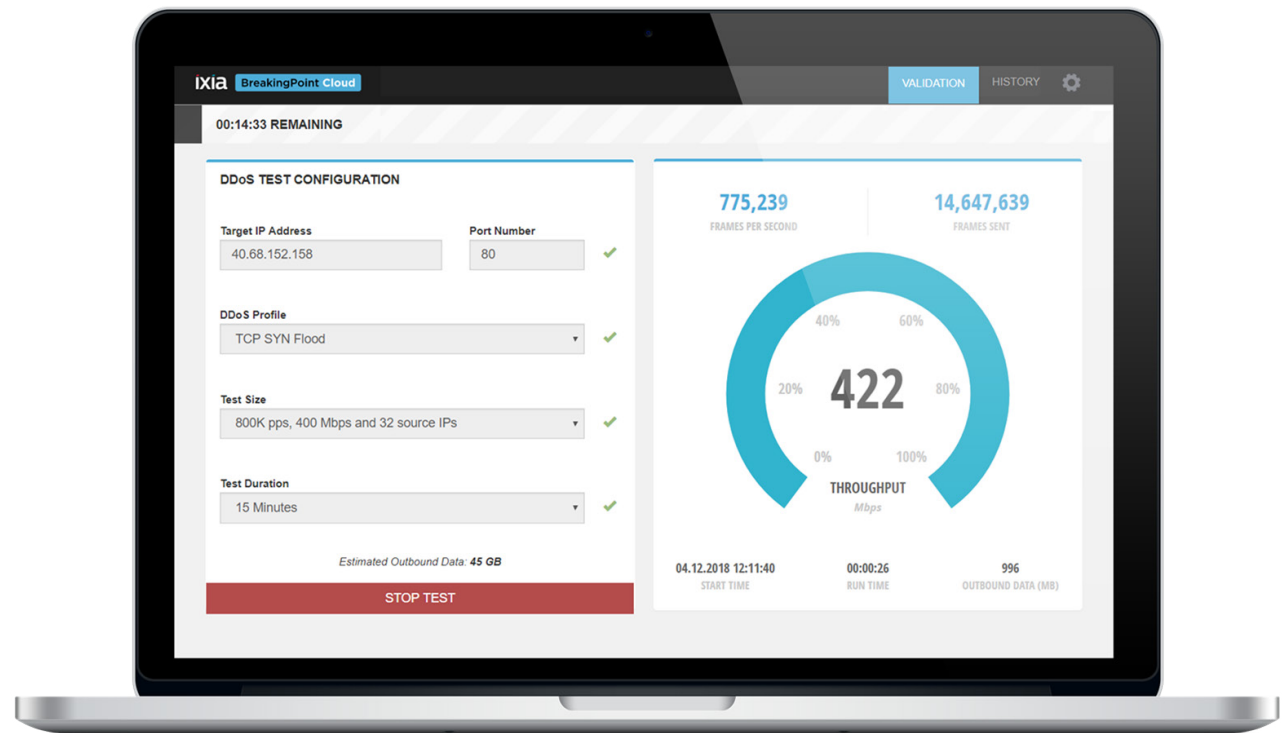 ixia BreakingPoint Cloud VALIDATION HISTORY
00:14:33 REMAINING
DDoS TEST CONFIGURATION
Target IP Address Port Number
40.68.152.158 80
DDoS Profile
TCP SYN Flood
Test Size
800K pps, 400 Mbps and 32 source IPs
Test Duration
15 Minutes
Estimated Outbound Data: 45 GB
STOP TEST
775,239 14,647,639
FRAMES PER SECOND FRAMES SENT
40% 60%
20% 422 80%
0% 100%
THROUGHPUT
Mbps
04.12.2018 12:11:40 00:00:26 996
START TIME RUN TIME OUTBOUND DATA (MB)